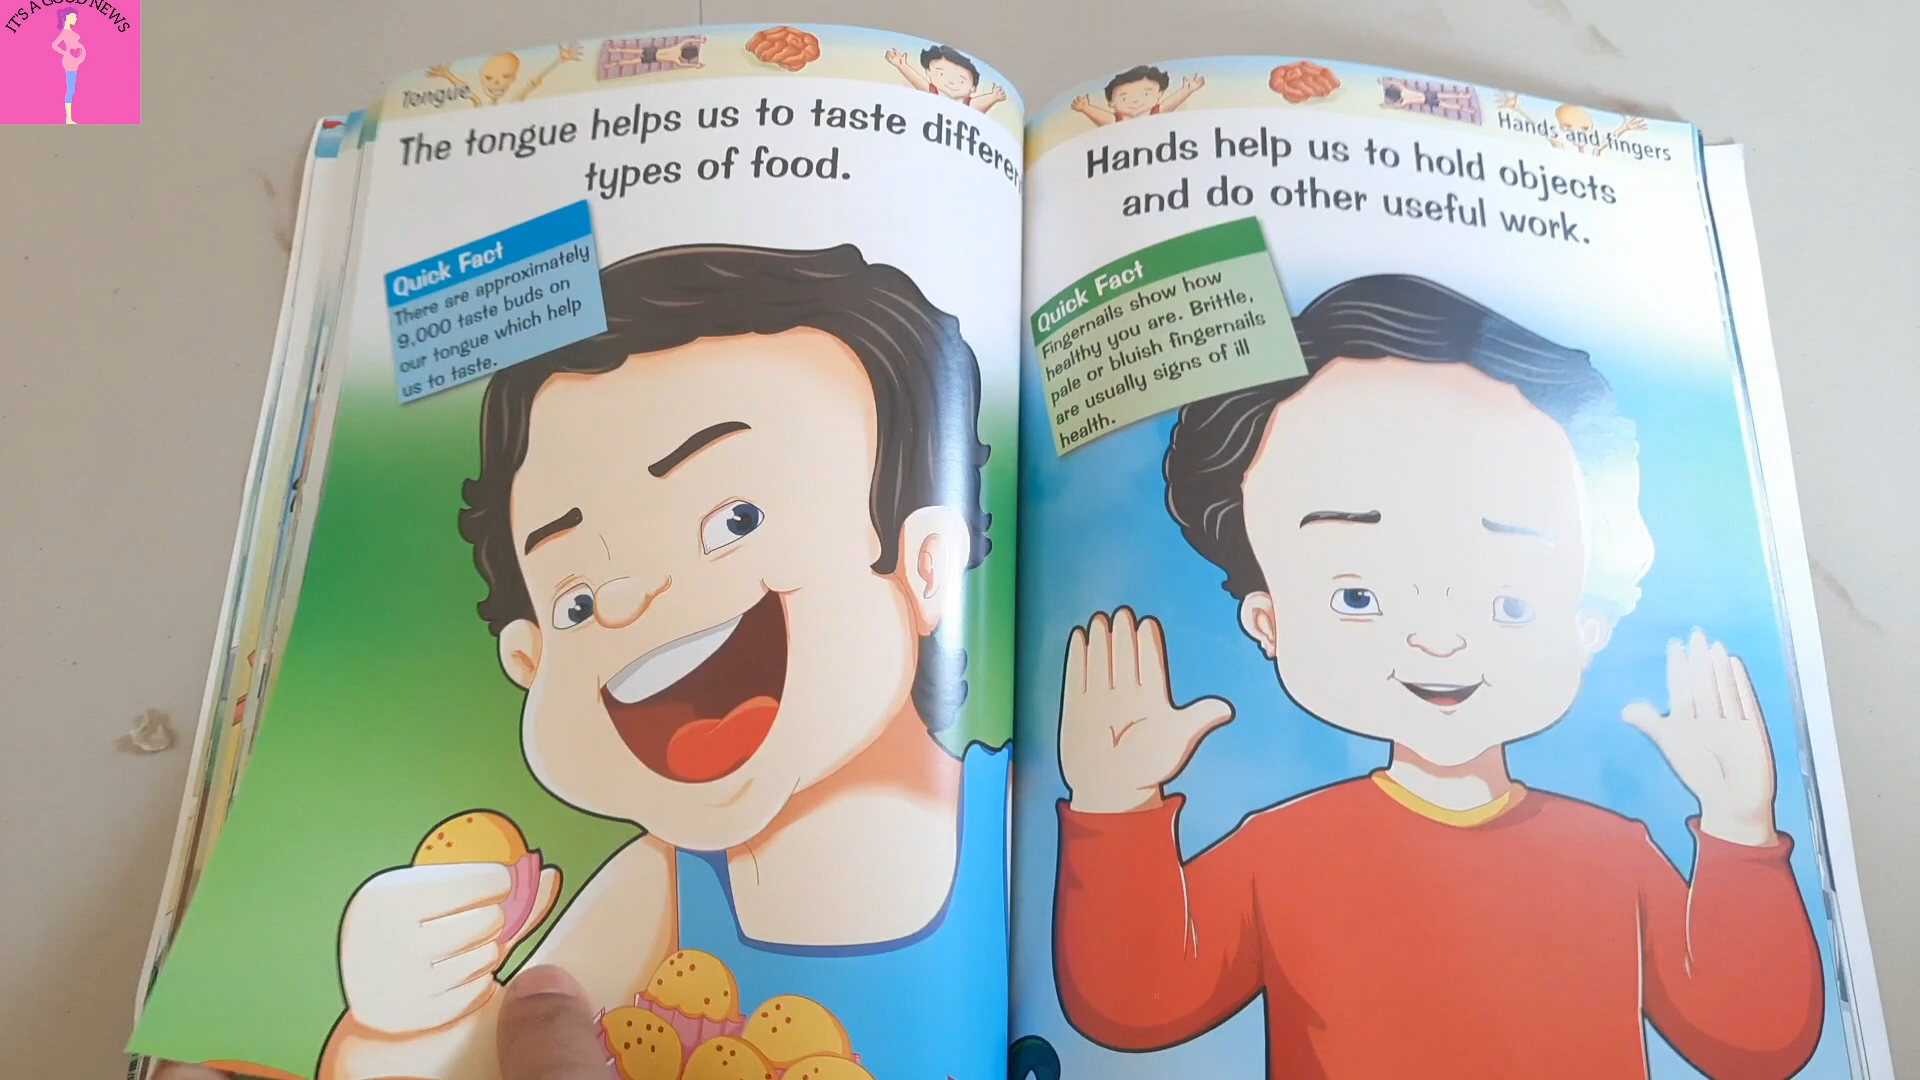 IT'S A GOOD NEWS
Tongue
The tongue helps us to taste
types of food.
Quick Fact
There are approximately
9,000 taste buds on
our tongue which help
us to taste.
Hands and fingers
Hands help us to hold objects
and do other useful work.
Quick Fact
Fingernails show how
healthy you are. Brittle,
pale or bluish fingernails
are usually signs of ill
health.